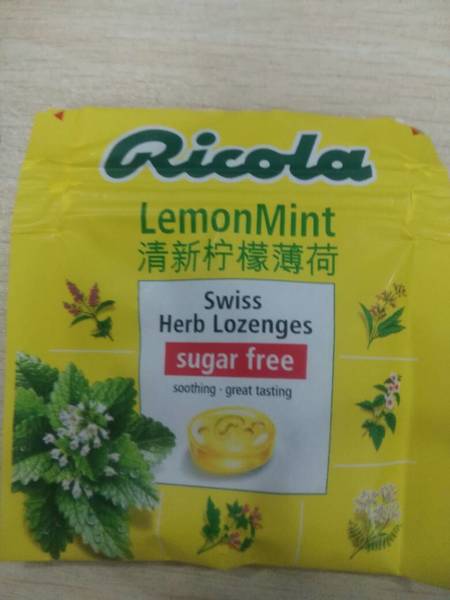 Ricola
LemonMint
清新柠檬薄荷
Swiss
Herb Lozenges
sugar free
soothing · great tasting